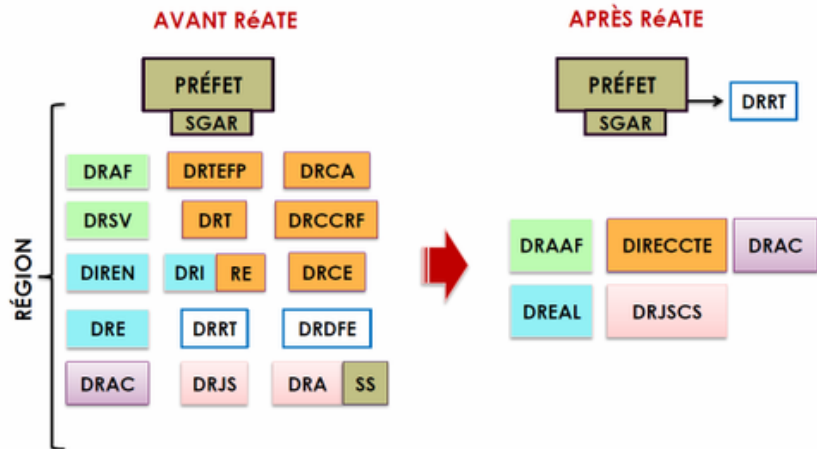 AVANT RéATE
APRÈS RéATE
PRÉFET
SGAR
PRÉFET
SGAR
DRRT
RÉGION
DRAF DRTEFP DRCA
DRSV DRT DRCCRF
DIREN DRI RE DRCE
DRE DRRT DRDFE
DRAC DRJS DRA SS
DRAAF DIRECCTE DRAC
DREAL DRJSCS